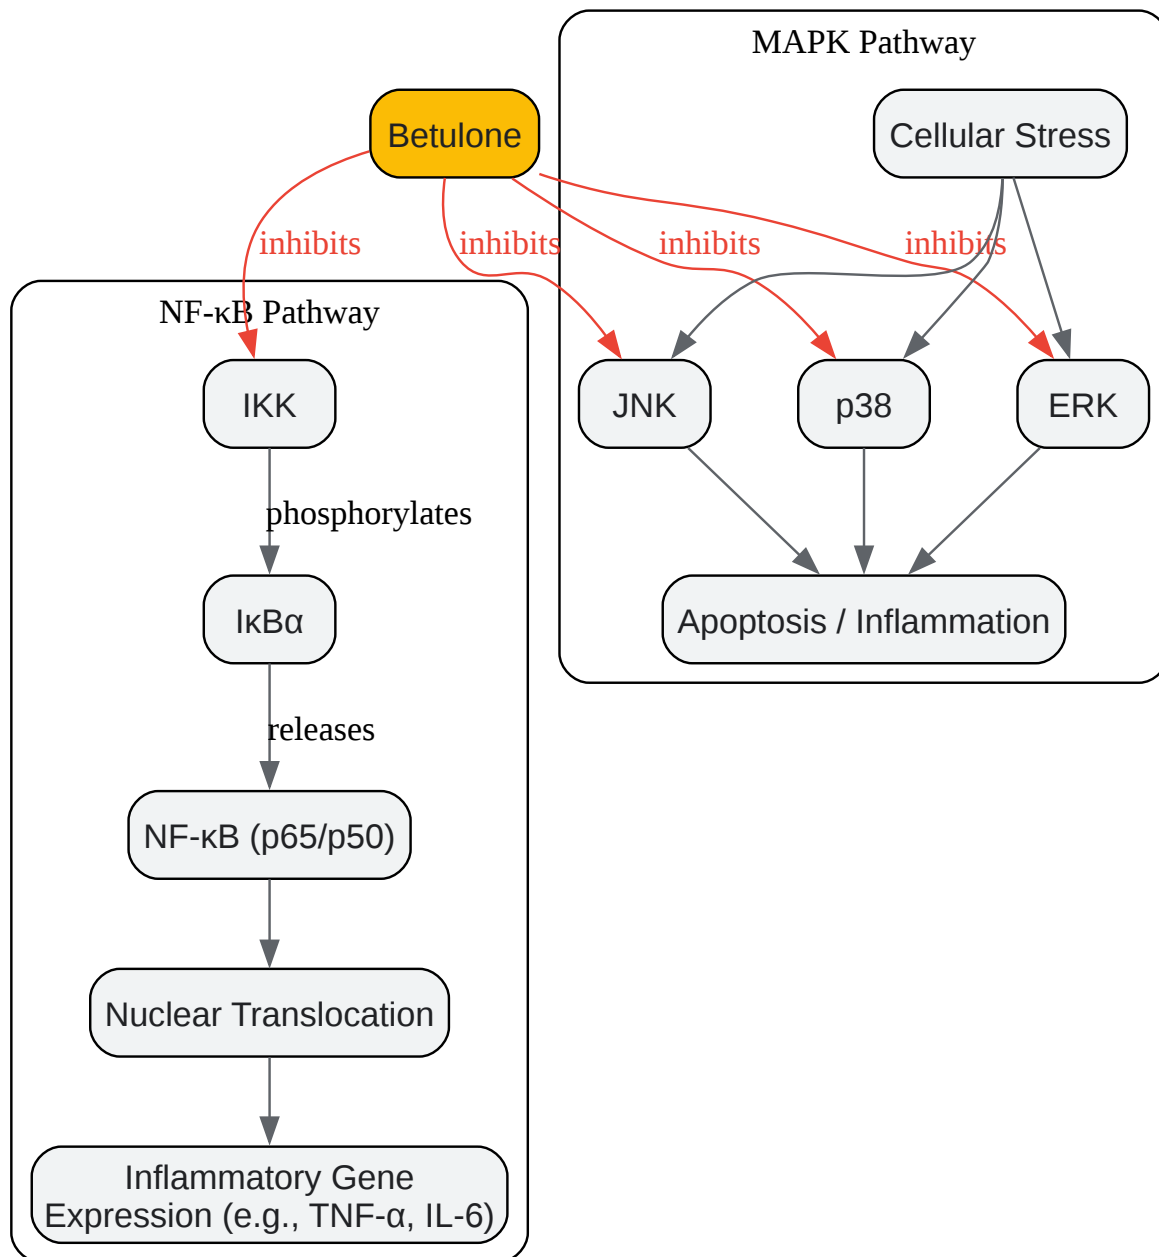 MAPK Pathway
Betulone
Cellular Stress
inhibits
inhibits
inhibits
inhibits
NF-κB Pathway
IKK
JNK
p38
ERK
phosphorylates
IκBα
Apoptosis / Inflammation
releases
NF-κB (p65/p50)
Nuclear Translocation
Inflammatory Gene
Expression (e.g., TNF-α, IL-6)